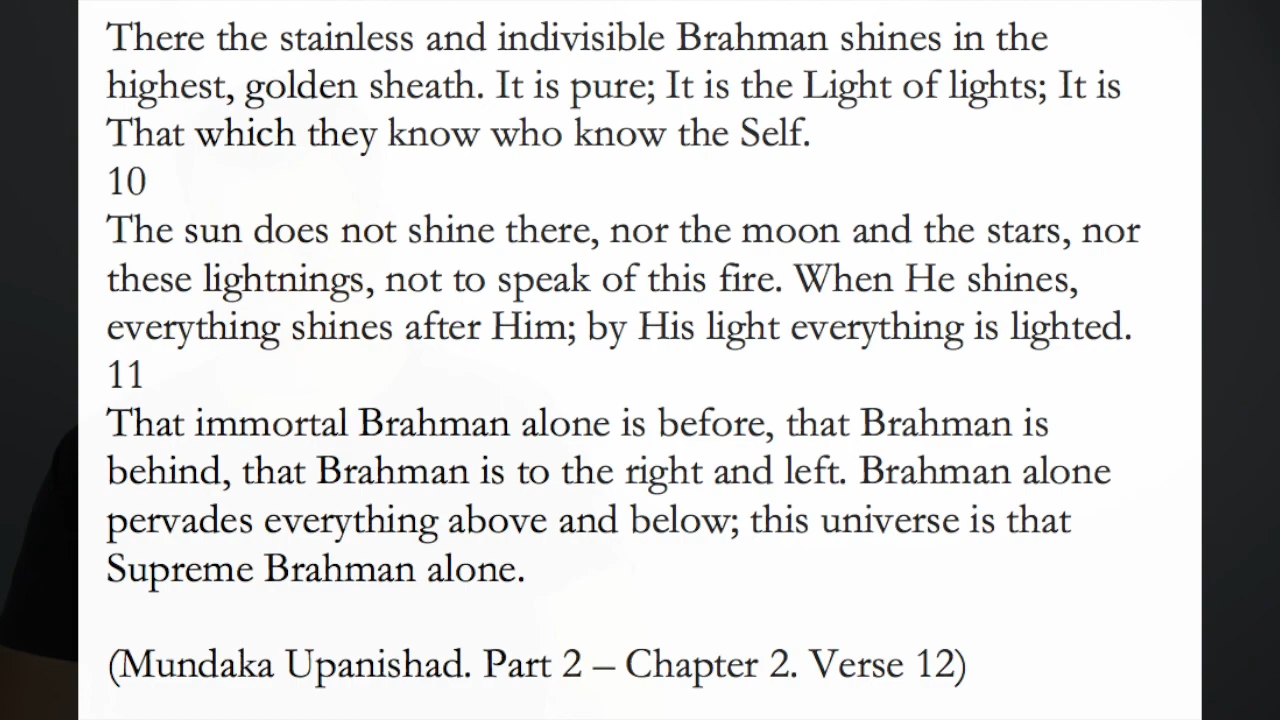 There the stainless and indivisible Brahman shines in the
highest, golden sheath. It is pure; It is the Light of lights; It is
That which they know who know the Self.
10
The sun does not shine there, nor the moon and the stars, nor
these lightnings, not to speak of this fire. When He shines,
everything shines after Him; by His light everything is lighted.
11
That immortal Brahman alone is before, that Brahman is
behind, that Brahman is to the right and left. Brahman alone
pervades everything above and below; this universe is that
Supreme Brahman alone.
(Mundaka Upanishad. Part 2 – Chapter 2. Verse 12)